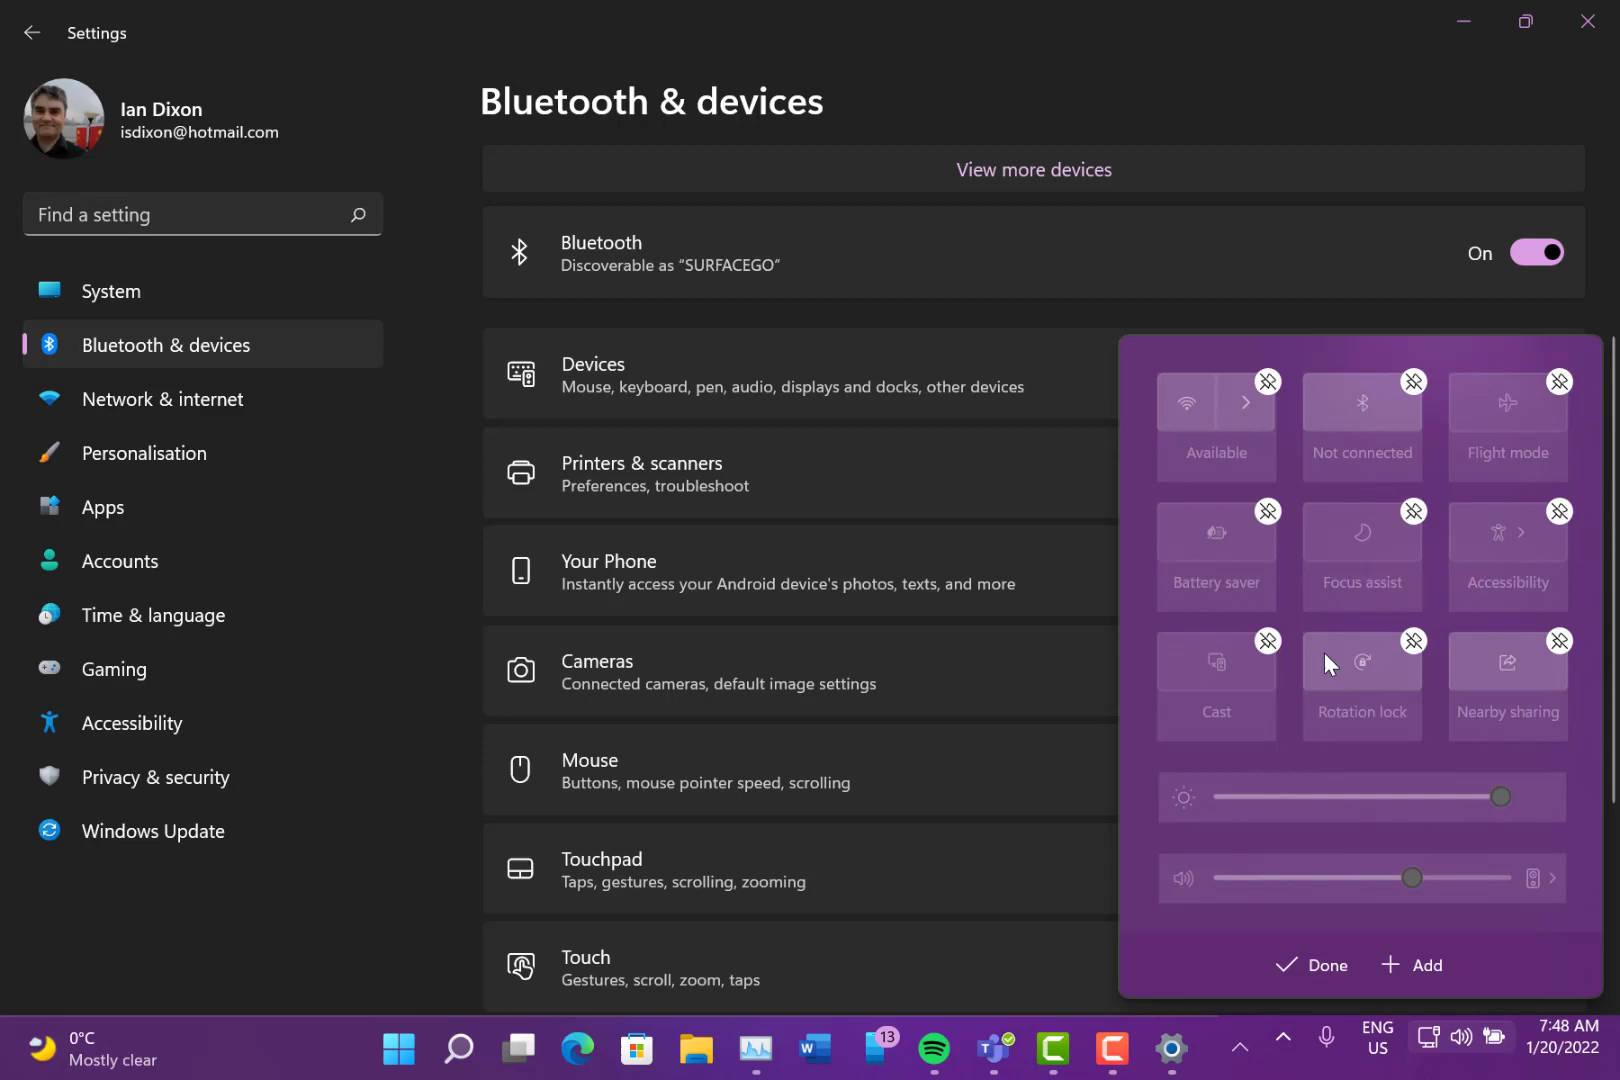 Settings
Ian Dixon
isdixon@hotmail.com
Find a setting
System
Bluetooth & devices
Network & internet
Personalisation
Apps
Accounts
Time & language
Gaming
Accessibility
Privacy & security
Windows Update
Bluetooth & devices
View more devices
Bluetooth
Discoverable as “SURFACEGO”
On
Devices
Mouse, keyboard, pen, audio, displays and docks, other devices
Printers & scanners
Preferences, troubleshoot
Your Phone
Instantly access your Android device's photos, texts, and more
Cameras
Connected cameras, default image settings
Mouse
Buttons, mouse pointer speed, scrolling
Touchpad
Taps, gestures, scrolling, zooming
Touch
Gestures, scroll, zoom, taps
Available
Not connected
Flight mode
Battery saver
Focus assist
Accessibility
Cast
Rotation lock
Nearby sharing
Done
Add
0°C
Mostly clear
W
13
T
C
C
ENG
US
7:48 AM
1/20/2022